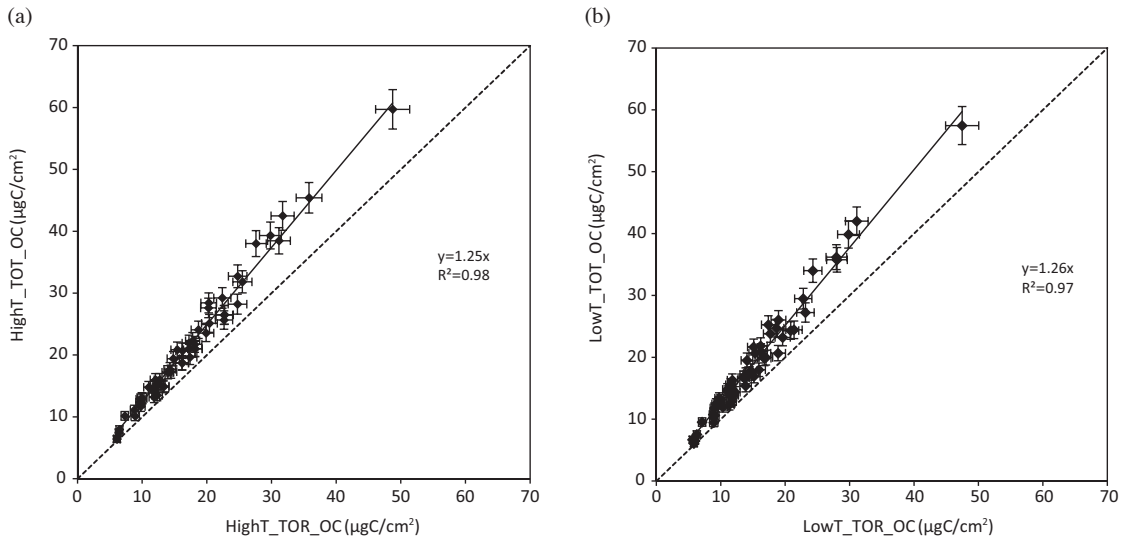 (a)
70
60
50
40
30
20
10
0
HighT_TOT_OC (μgC/cm²)
y=1.25x
R²=0.98
0 10 20 30 40 50 60 70
HighT_TOR_OC (μgC/cm²)
(b)
70
60
50
40
30
20
10
0
LowT_TOT_OC (μgC/cm²)
y=1.26x
R²=0.97
0 10 20 30 40 50 60 70
LowT_TOR_OC (μgC/cm²)